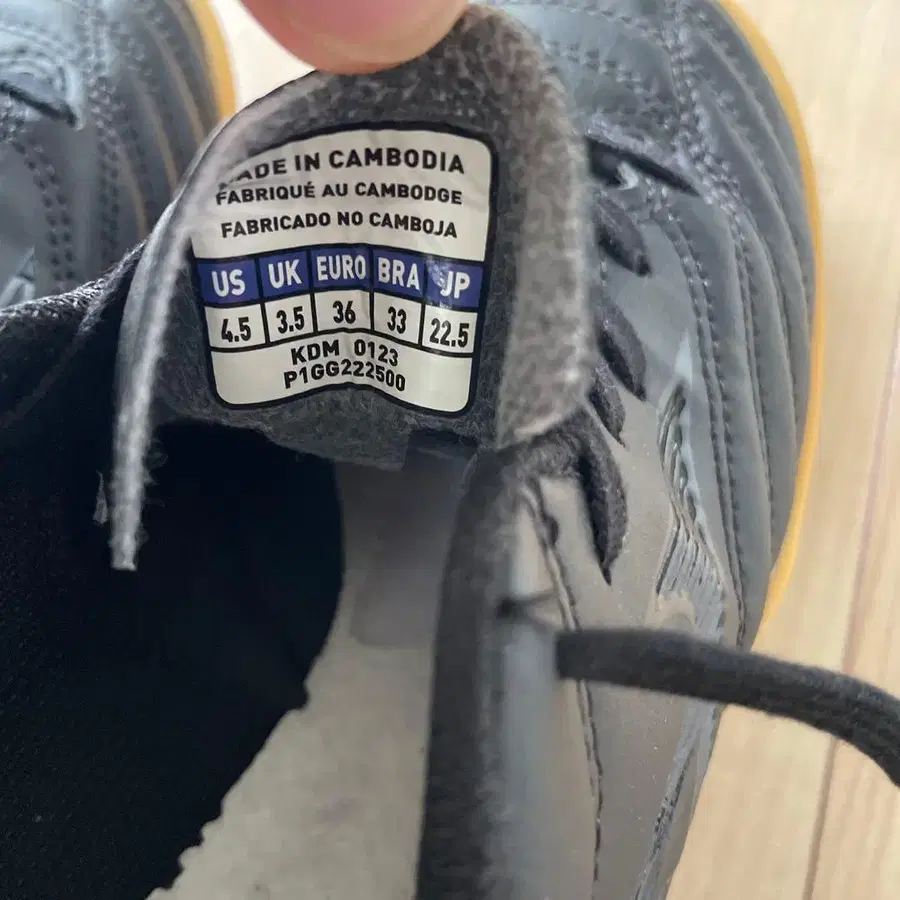 MADE IN CAMBODIA
FABRIQUÉ AU CAMBODGE
FABRICADO NO CAMBOJA
US UK EURO BRA JP
4.5 3.5 36 33 22.5
KDM 0123
P1GG222500